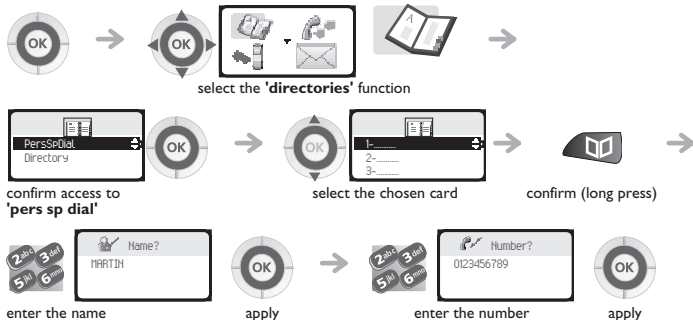 OK
OK
select the 'directories' function
PersSpDial
Directory
OK
OK
1-..........
2-..........
3-..........
confirm access to
'pers sp dial'
select the chosen card
confirm (long press)
2abc 3def
5jkl 6mno
Name?
MARTIN
OK
2abc 3def
5jkl 6mno
Number?
0123456789
OK
enter the name
apply
enter the number
apply